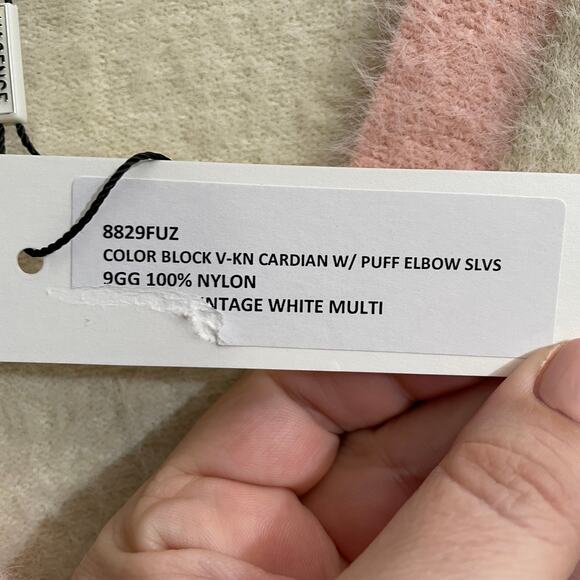 8829FUZ
COLOR BLOCK V-KN CARDIAN W/ PUFF ELBOW SLVS
9GG 100% NYLON
NTAGE WHITE MULTI